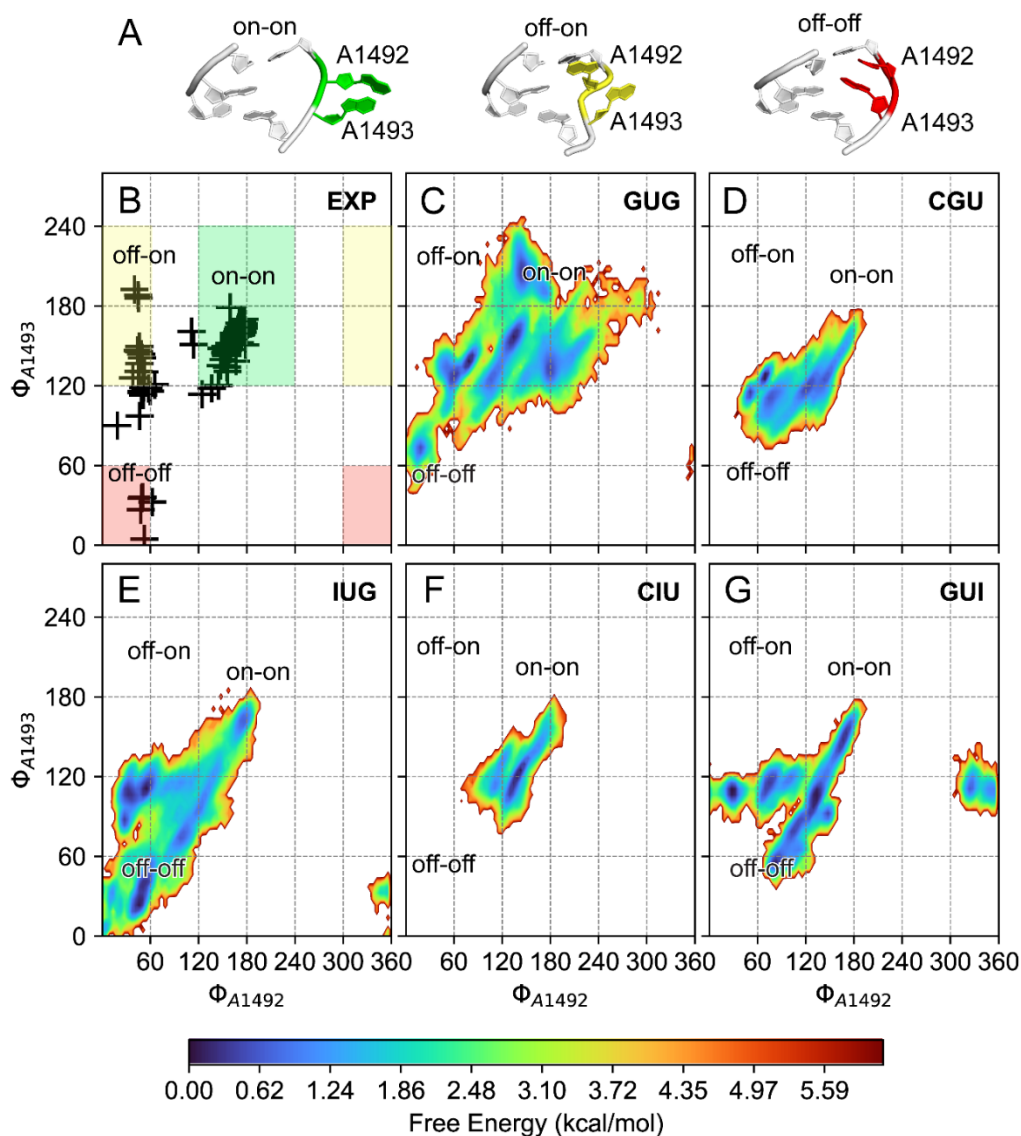 A
on-on
off-on
off-off
A1492
A1493
A1492
A1493
A1492
A1493
B
EXP
C
GUG
D
CGU
off-on
on-on
off-off
off-on
on-on
off-off
off-on
on-on
off-off
240
180
120
60
0
ΦA1493
E
IUG
F
CIU
G
GUI
off-on
on-on
off-off
off-on
on-on
off-off
off-on
on-on
off-off
240
180
120
60
0
ΦA1493
60 120 180 240 300 360
60 120 180 240 300 360
60 120 180 240 300 360
ΦA1492
ΦA1492
ΦA1492
0.00 0.62 1.24 1.86 2.48 3.10 3.72 4.35 4.97 5.59
Free Energy (kcal/mol)